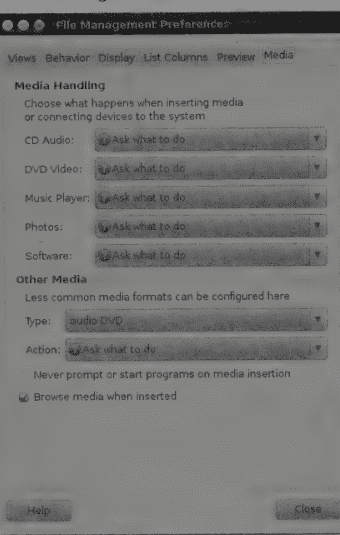 File Management Preferences
Views Behavior Display List Columns Preview Media
Media Handling
Choose what happens when inserting media
or connecting devices to the system
CD Audio: Ask what to do
DVD Video: Ask what to do
Music Player: Ask what to do
Photos: Ask what to do
Software: Ask what to do
Other Media
Less common media formats can be configured here
Type: audio DVD
Action: Ask what to do
Never prompt or start programs on media insertion
Browse media when inserted
Help Close